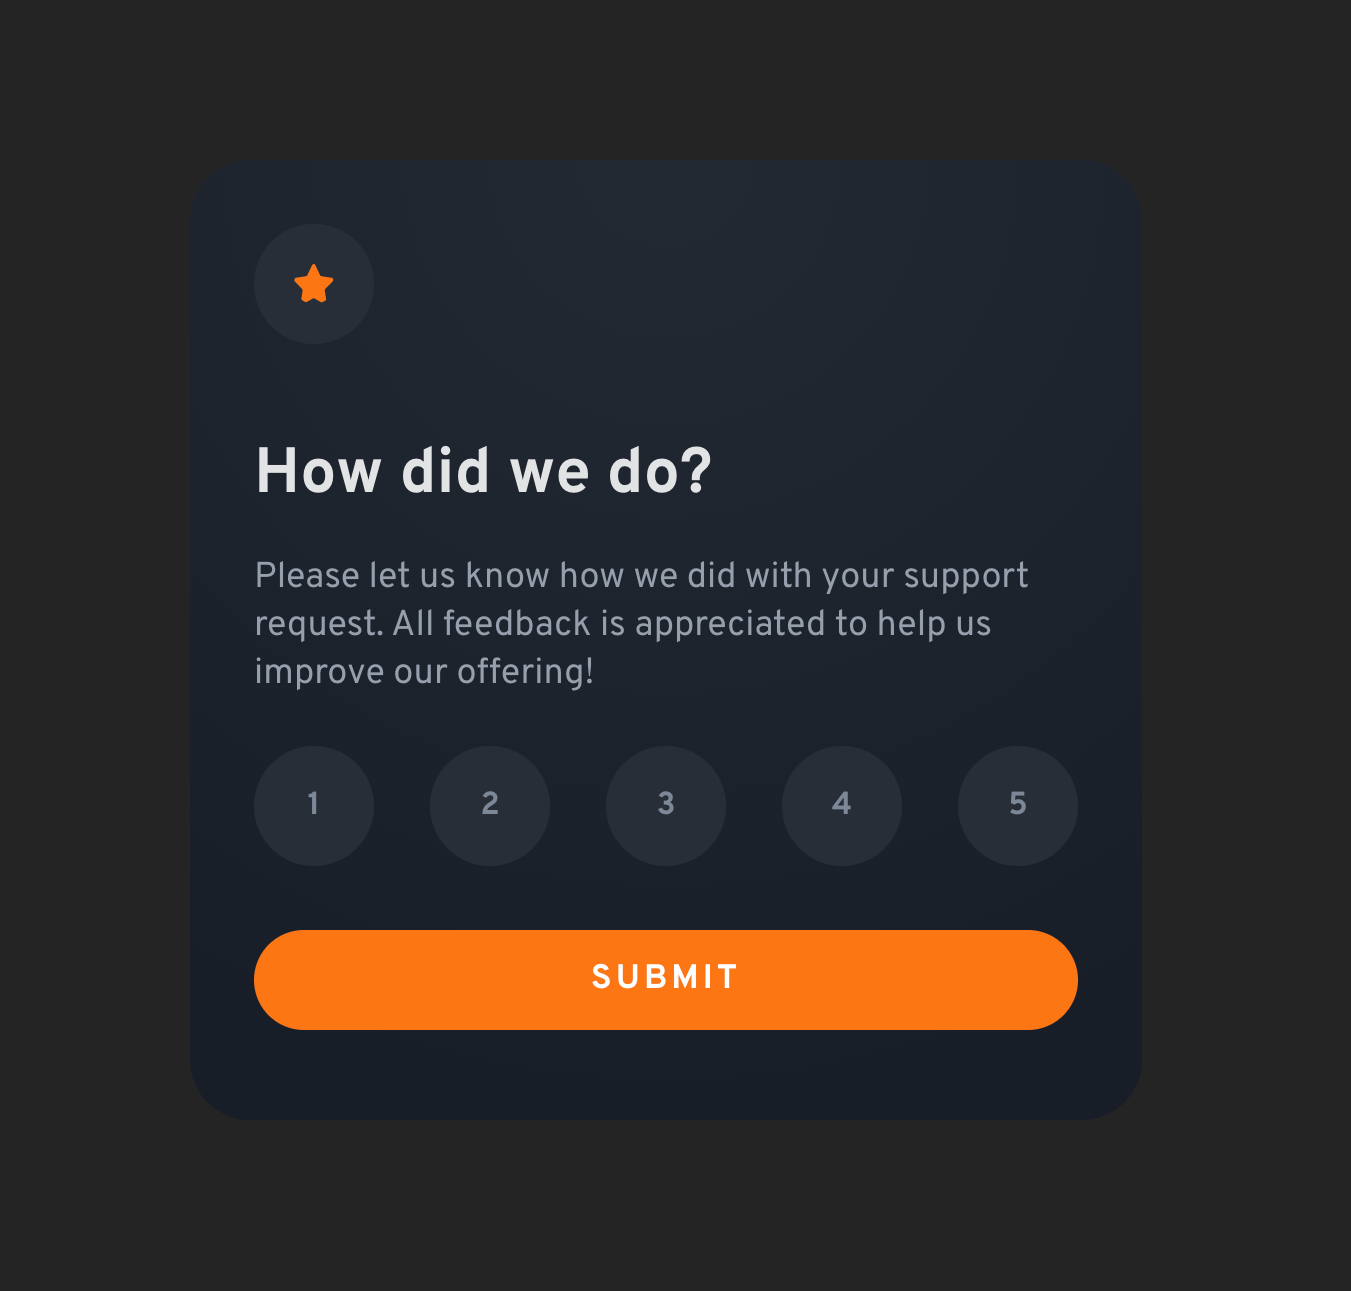 How did we do?
Please let us know how we did with your support
request. All feedback is appreciated to help us
improve our offering!
1 2 3 4 5
SUBMIT